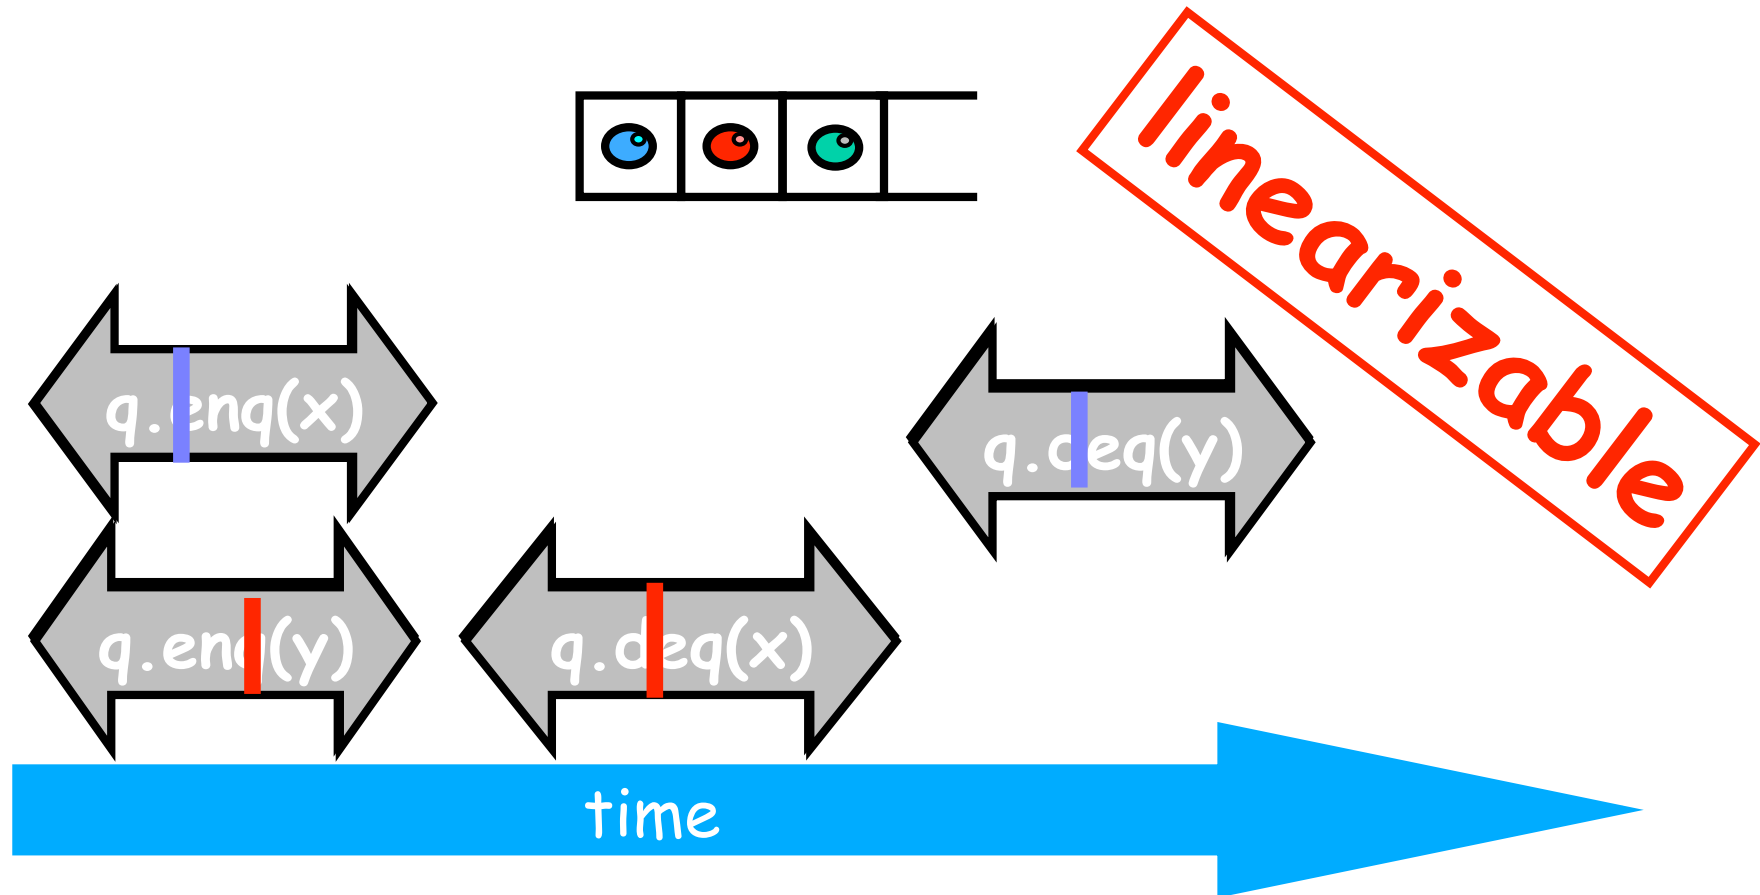 linearizable
q.enq(x)
q.deq(y)
q.enq(y)
q.deq(x)
time